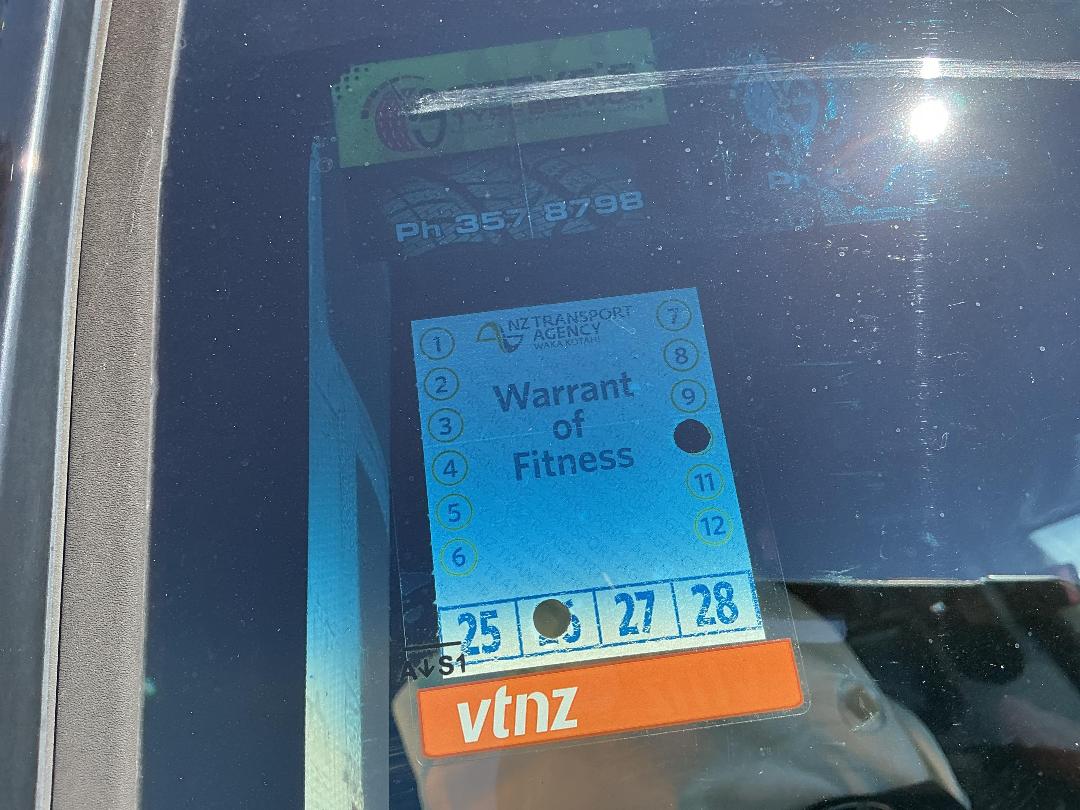 Ph 357 8798
Ph
NZ TRANSPORT
AGENCY
WAKA KOTAHI
Warrant
of
Fitness
1
2
3
4
5
6
7
8
9
11
12
25 27 28
A↓S1
vtnz